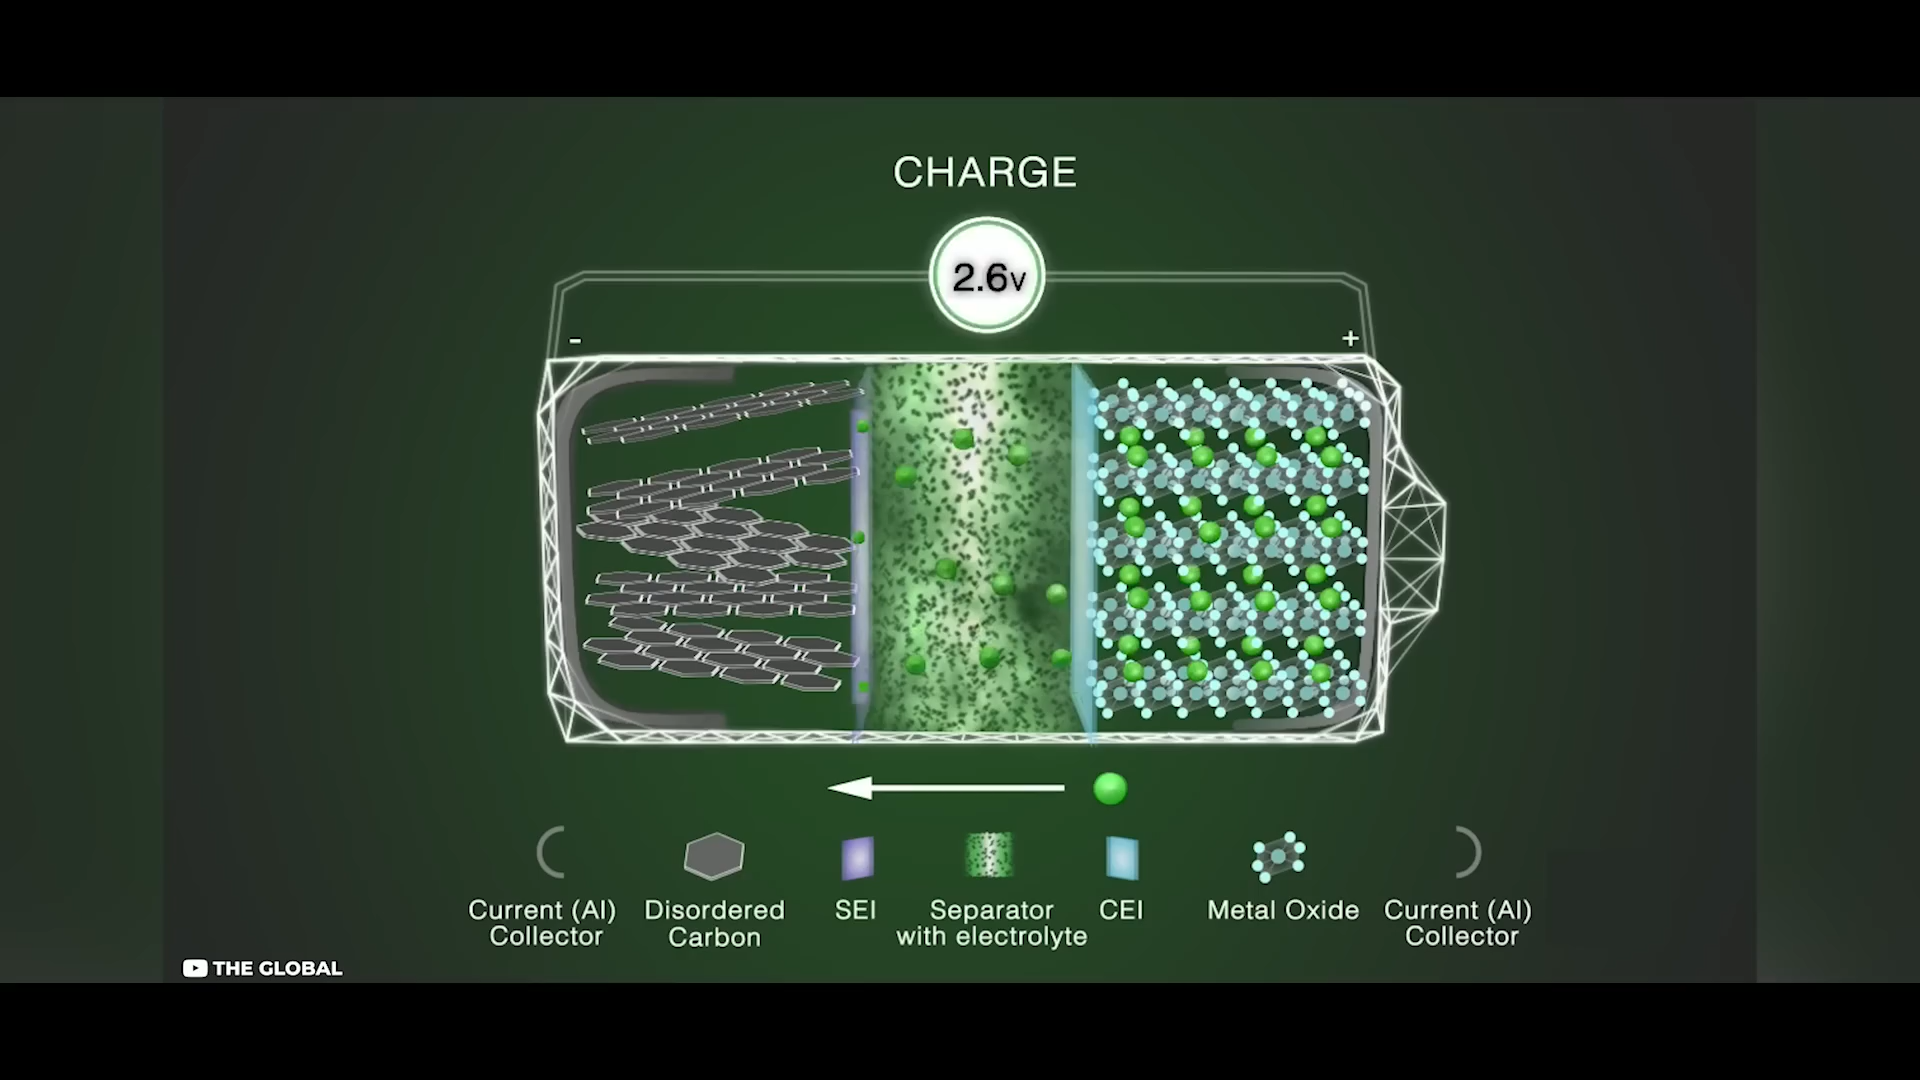 CHARGE
2.6v
- +
Current (Al) Disordered SEI Separator CEI Metal Oxide Current (Al)
Collector Carbon with electrolyte Collector
THE GLOBAL